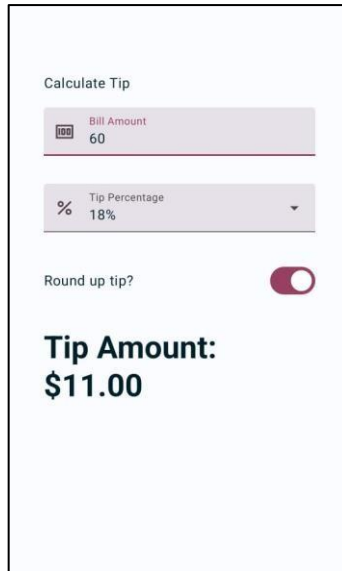 Calculate Tip
Bill Amount
60
%
Tip Percentage
18%
Round up tip?
Tip Amount:
$11.00